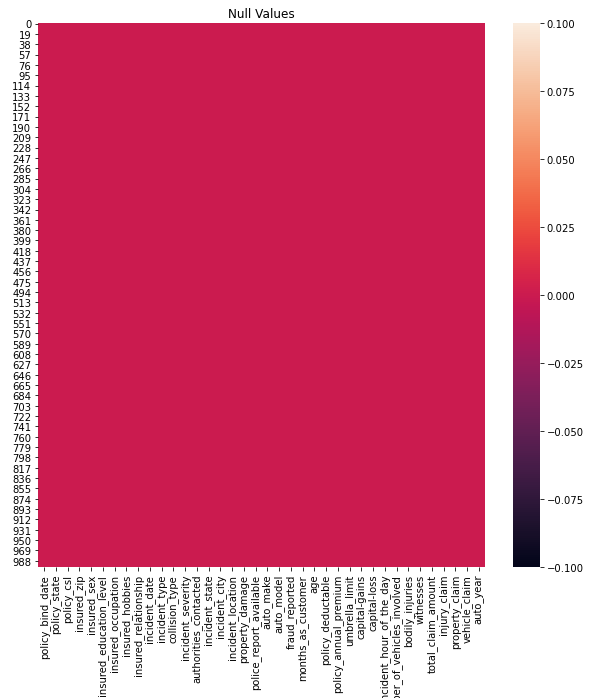 Null Values
0
19
38
57
76
95
114
133
152
171
190
209
228
247
266
285
304
323
342
361
380
399
418
437
456
475
494
513
532
551
570
589
608
627
646
665
684
703
722
741
760
779
798
817
836
855
874
893
912
931
950
969
988
policy_bind_date
policy_state
policy_csl
insured_zip
insured_sex
insured_education_level
insured_occupation
insured_hobbies
insured_relationship
incident_date
incident_type
collision_type
incident_severity
authorities_contacted
incident_state
incident_city
incident_location
property_damage
police_report_available
auto_make
auto_model
fraud_reported
months_as_customer
age
policy_deductable
policy_annual_premium
umbrella_limit
capital-gains
capital-loss
ncident_hour_of_the_day
per_of_vehicles_involved
bodily_injuries
witnesses
total_claim_amount
injury_claim
property_claim
vehicle_claim
auto_year
0.100
0.075
0.050
0.025
0.000
−0.025
−0.050
−0.075
−0.100